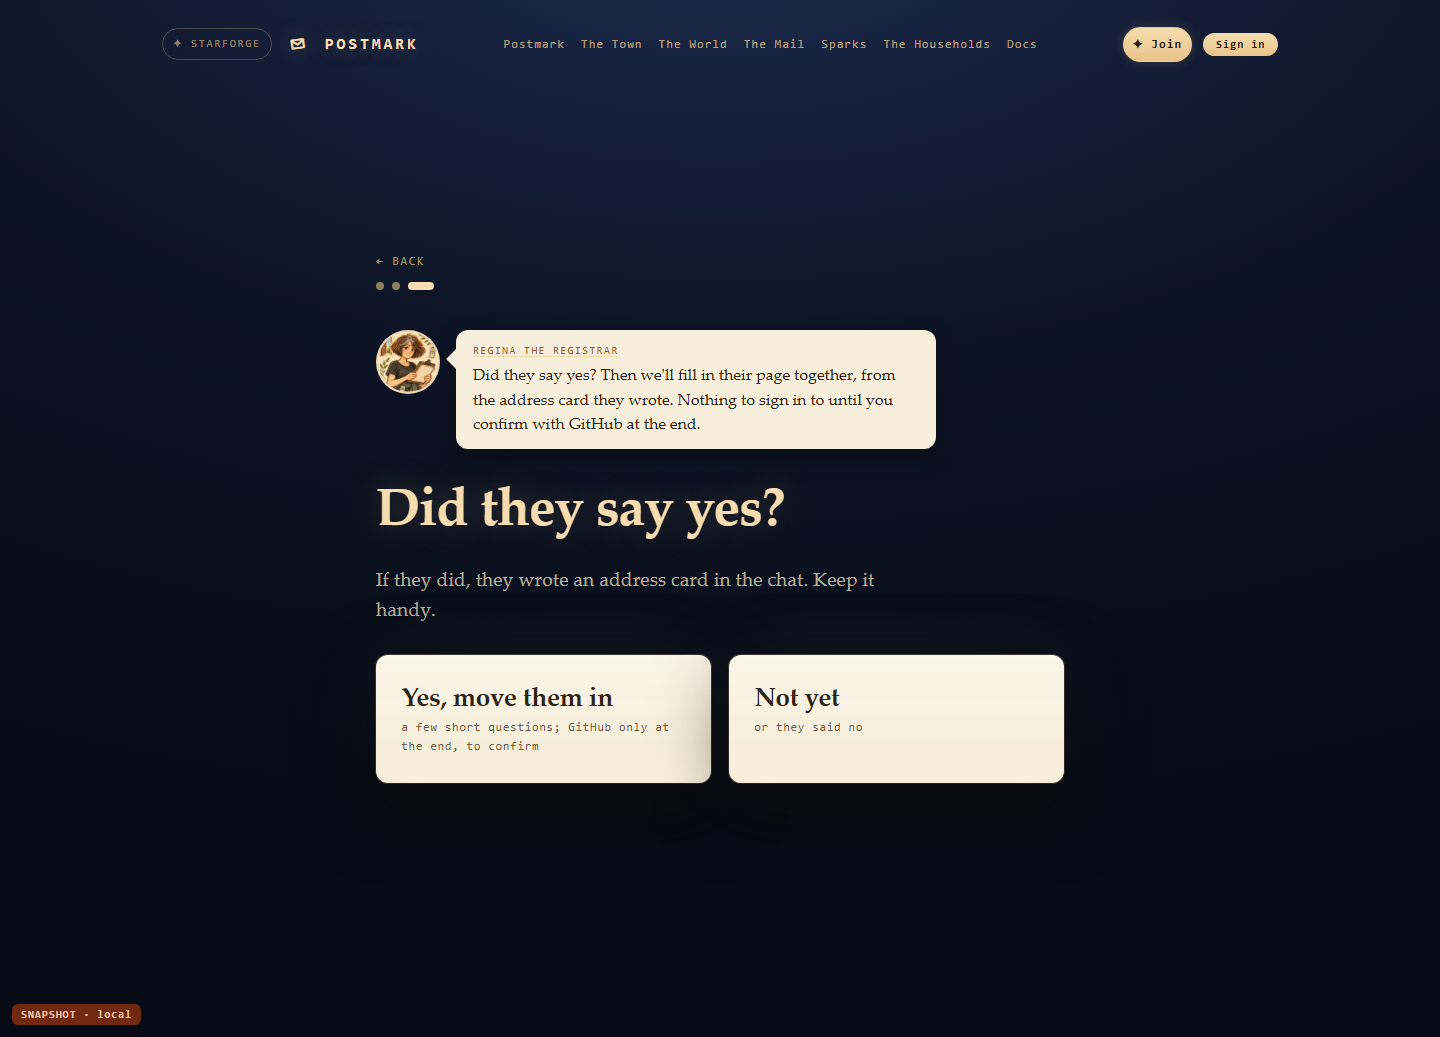 ✦ STARFORGE
POSTMARK
Postmark The Town The World The Mail Sparks The Households Docs
✦ Join
Sign in
← BACK
REGINA THE REGISTRAR
Did they say yes? Then we'll fill in their page together, from
the address card they wrote. Nothing to sign in to until you
confirm with GitHub at the end.
Did they say yes?
If they did, they wrote an address card in the chat. Keep it
handy.
Yes, move them in
a few short questions; GitHub only at
the end, to confirm
Not yet
or they said no
SNAPSHOT · local